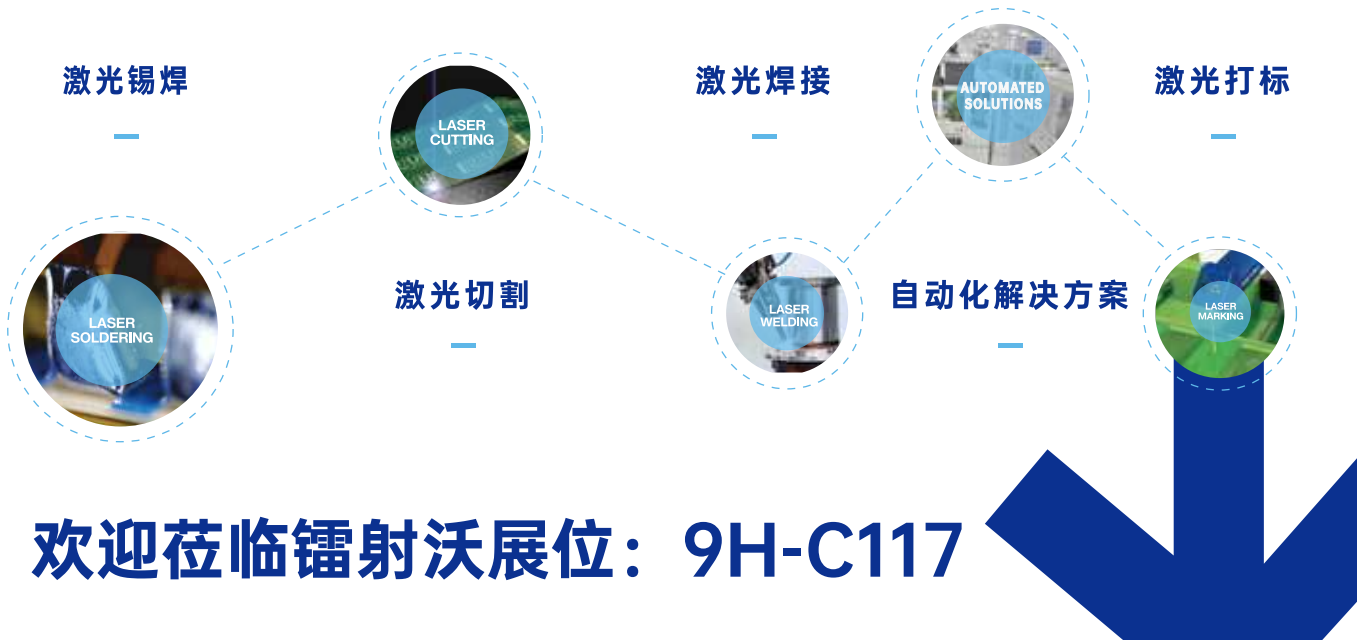 激光锡焊
LASER
SOLDERING
LASER
CUTTING
激光切割
激光焊接
LASER
WELDING
AUTOMATED
SOLUTIONS
自动化解决方案
激光打标
LASER
MARKING
欢迎莅临镭射沃展位：9H-C117